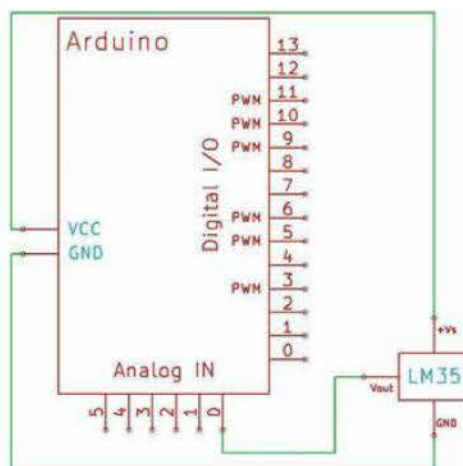 Arduino
13
12
PWM 11
PWM 10
PWM 9
8
7
PWM 6
PWM 5
4
PWM 3
2
1
0
Digital I/O
VCC
GND
Analog IN
5 4 3 2 1 0
+Vs
LM35
Vout
GND